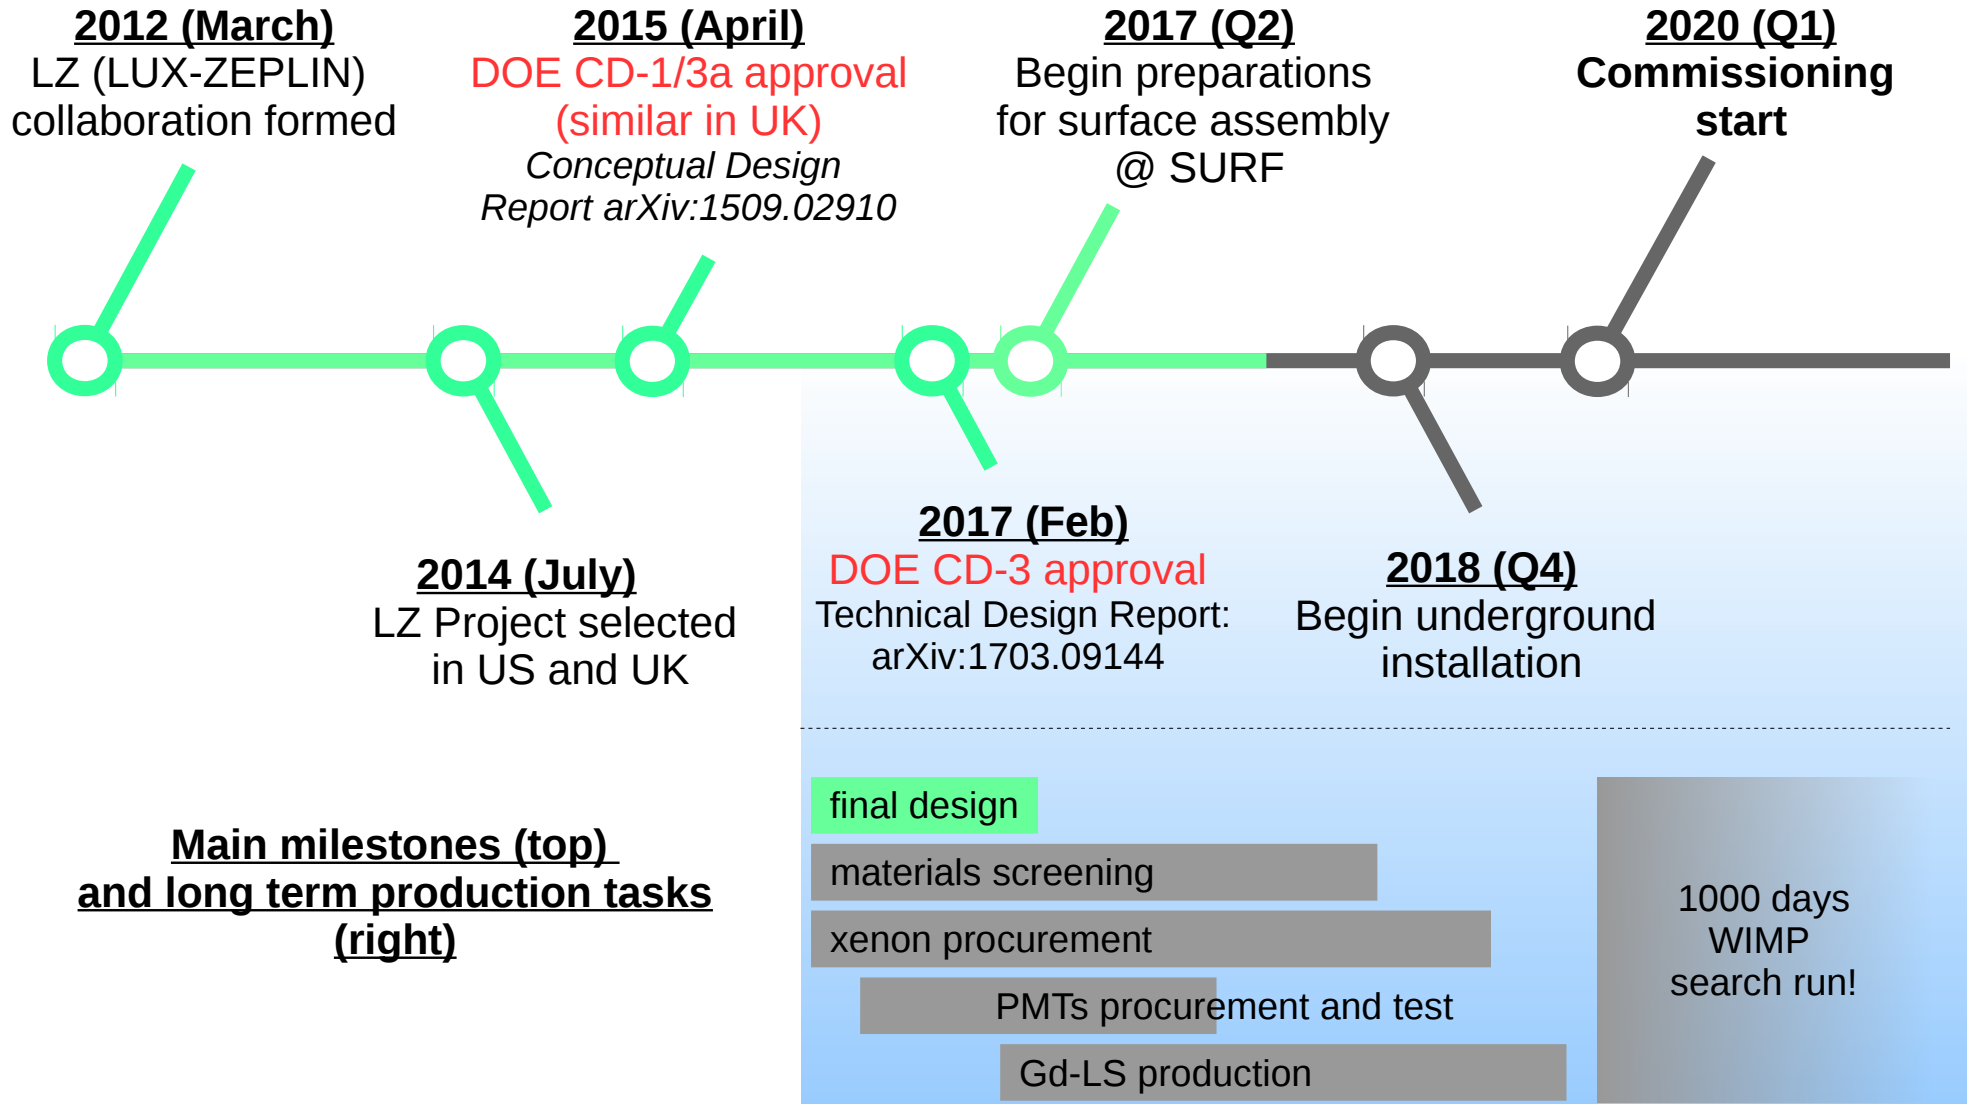 2012 (March)
LZ (LUX-ZEPLIN)
collaboration formed
2015 (April)
DOE CD-1/3a approval
(similar in UK)
Conceptual Design
Report arXiv:1509.02910
2017 (Q2)
Begin preparations
for surface assembly
@ SURF
2020 (Q1)
Commissioning
start
2014 (July)
LZ Project selected
in US and UK
2017 (Feb)
DOE CD-3 approval
Technical Design Report:
arXiv:1703.09144
2018 (Q4)
Begin underground
installation
Main milestones (top)
and long term production tasks
(right)
final design
materials screening
xenon procurement
PMTs procurement and test
Gd-LS production
1000 days
WIMP
search run!